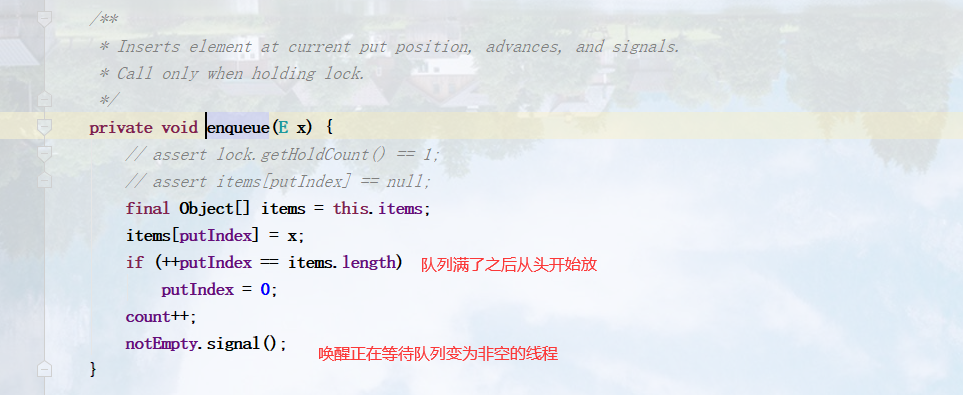 /**
 * Inserts element at current put position, advances, and signals.
 * Call only when holding lock.
 */
private void enqueue(E x) {
    // assert lock.getHoldCount() == 1;
    // assert items[putIndex] == null;
    final Object[] items = this.items;
    items[putIndex] = x;
    if (++putIndex == items.length) 队列满了之后从头开始放
        putIndex = 0;
    count++;
    notEmpty.signal(); 唤醒正在等待队列变为非空的线程
}